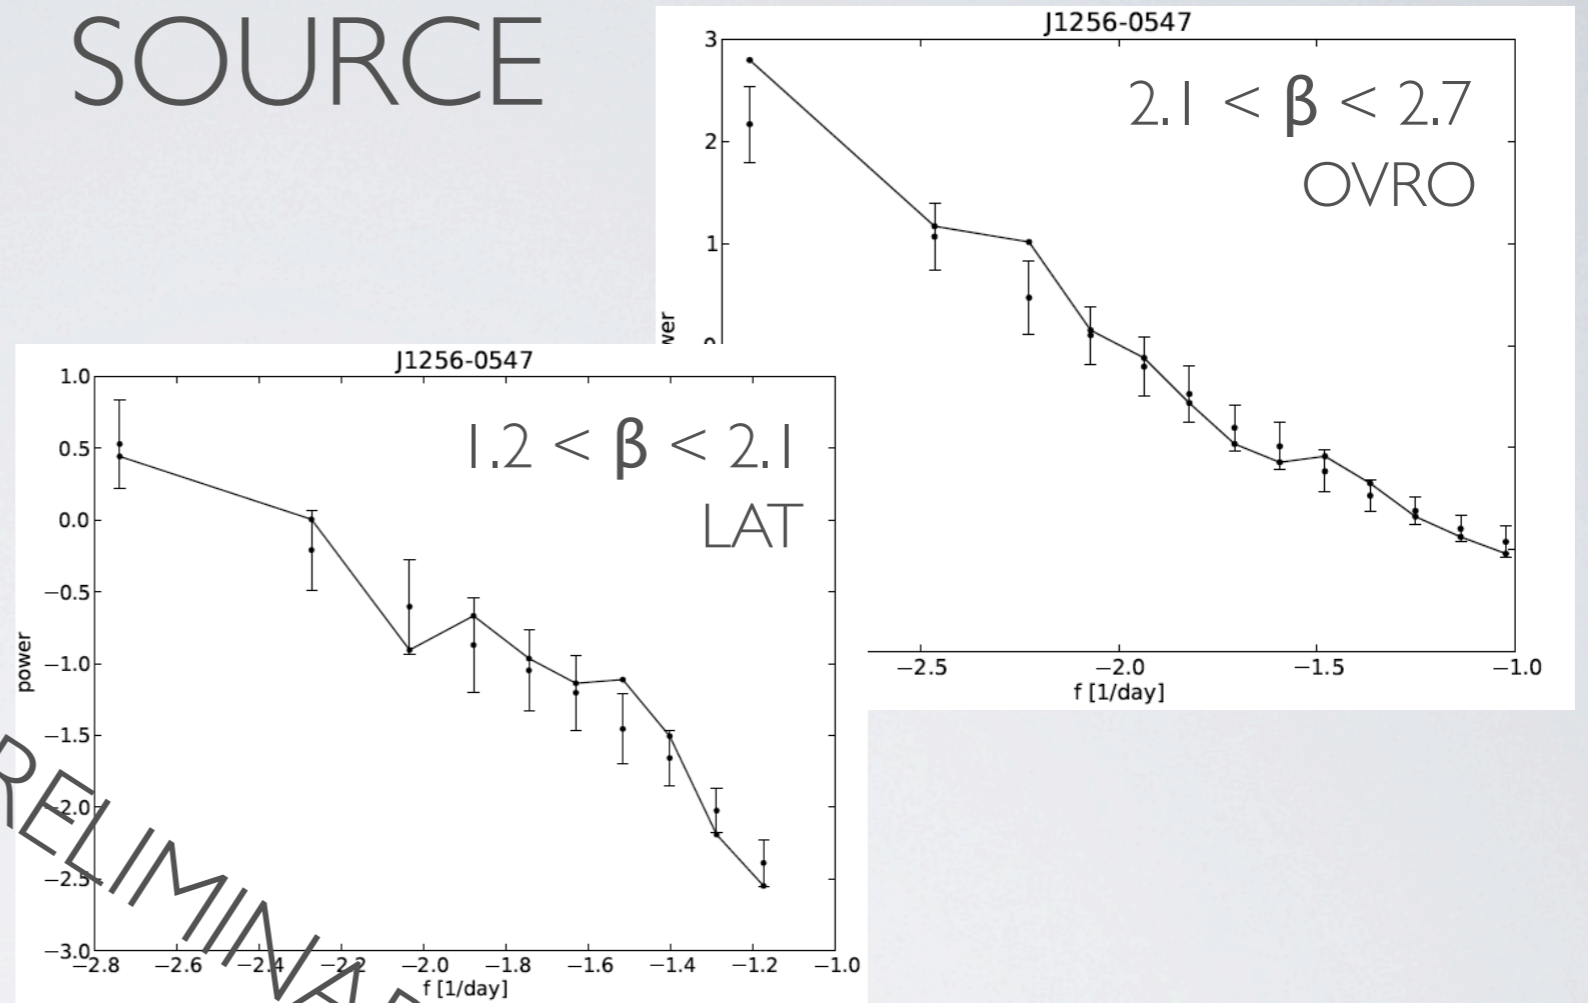 SOURCE
J1256-0547
2.1 < β < 2.7
OVRO
3
2
1
−2.5 −2.0 −1.5 −1.0
f [1/day]
J1256-0547
1.2 < β < 2.1
LAT
power
1.0
0.5
0.0
−0.5
−1.0
−1.5
−2.0
−2.5
−3.0
−2.8 −2.6 −2.4 −2.2 −2.0 −1.8 −1.6 −1.4 −1.2 −1.0
f [1/day]